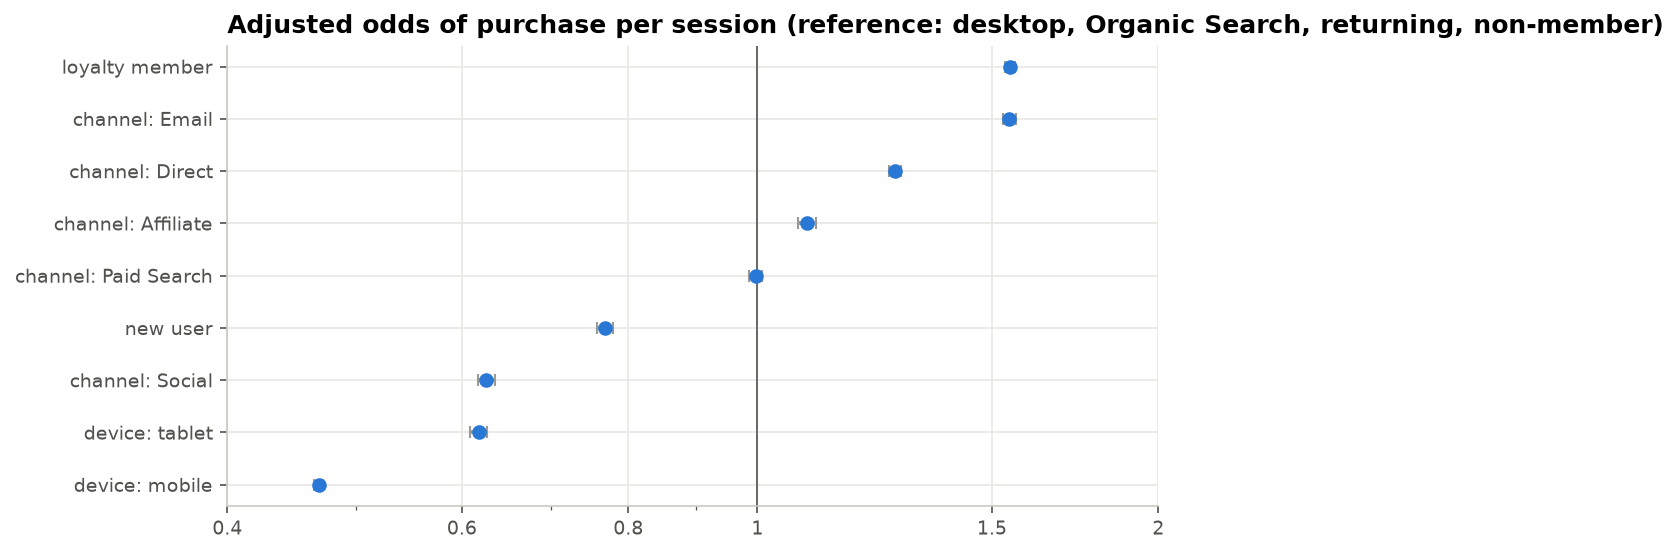 Adjusted odds of purchase per session (reference: desktop, Organic Search, returning, non-member)
loyalty member
channel: Email
channel: Direct
channel: Affiliate
channel: Paid Search
new user
channel: Social
device: tablet
device: mobile
0.4 0.6 0.8 1 1.5 2